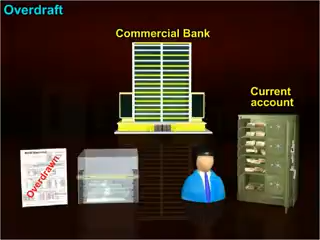 Overdraft
Commercial Bank
Current
account
Overdrawn